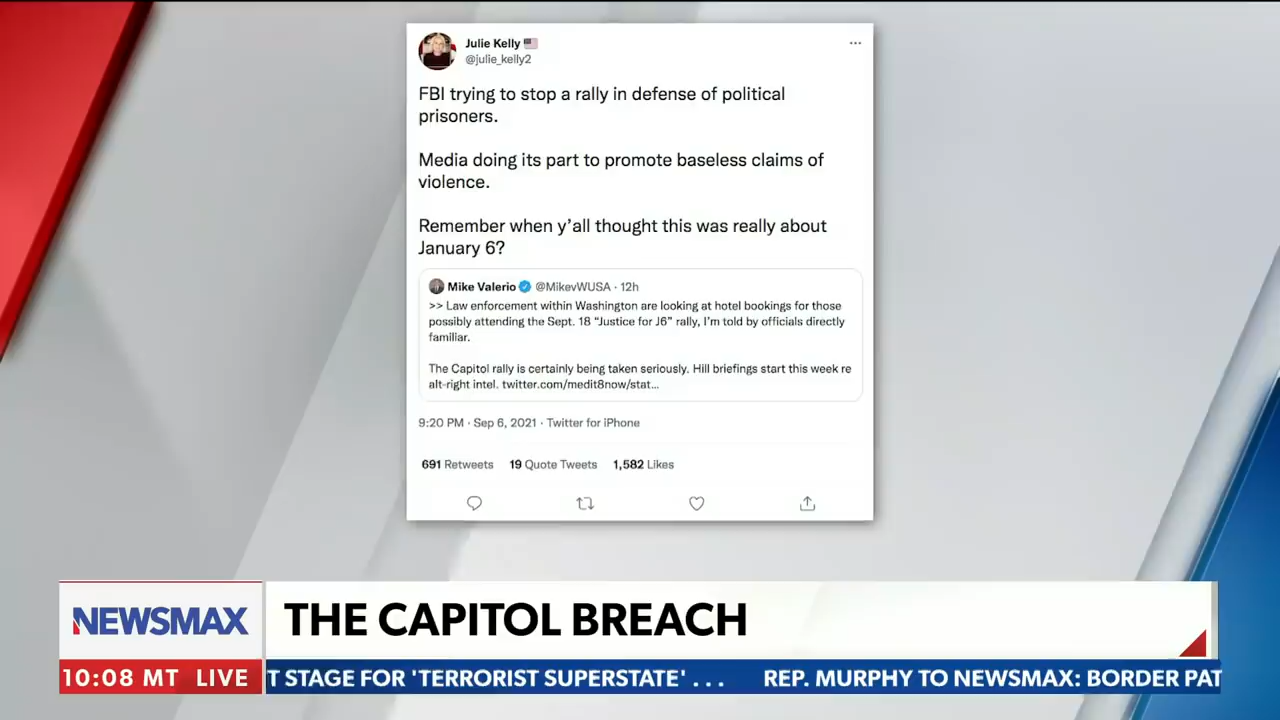 Julie Kelly
@julie_kelly2
FBI trying to stop a rally in defense of political
prisoners.
Media doing its part to promote baseless claims of
violence.
Remember when y’all thought this was really about
January 6?
Mike Valerio @MikevWUSA · 12h
>> Law enforcement within Washington are looking at hotel bookings for those
possibly attending the Sept. 18 “Justice for J6” rally, I’m told by officials directly
familiar.
The Capitol rally is certainly being taken seriously. Hill briefings start this week re
alt-right intel. twitter.com/medit8now/stat...
9:20 PM · Sep 6, 2021 · Twitter for iPhone
691 Retweets 19 Quote Tweets 1,582 Likes
NEWSMAX
THE CAPITOL BREACH
10:08 MT LIVE
T STAGE FOR 'TERRORIST SUPERSTATE' . . . REP. MURPHY TO NEWSMAX: BORDER PAT